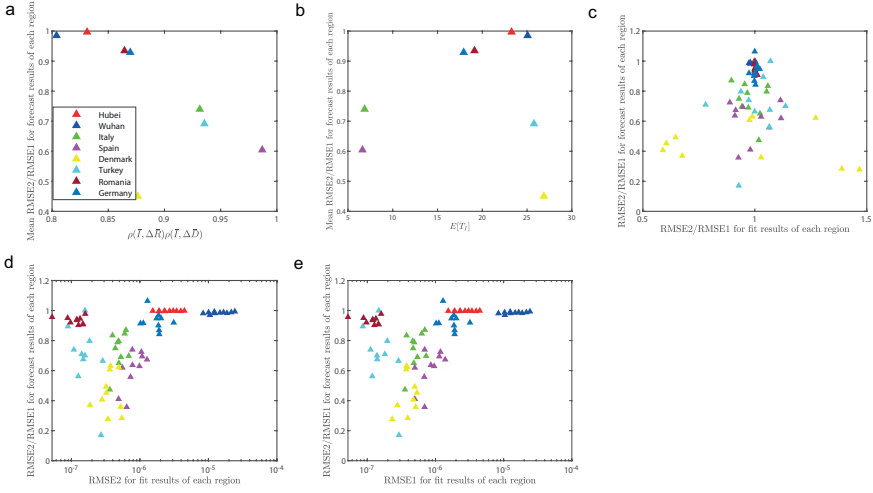 a
Mean RMSE2/RMSE1 for forecast results of each region
1
0.9
0.8
0.7
0.6
0.5
0.4
0.8
0.85
0.9
0.95
1
Hubei
Wuhan
Italy
Spain
Denmark
Turkey
Romania
Germany
ρ(Ī, ΔR̄)ρ(Ī, ΔD̄)
b
Mean RMSE2/RMSE1 for forecast results of each region
1
0.9
0.8
0.7
0.6
0.5
0.4
5
10
15
20
25
30
E[T_I]
c
RMSE2/RMSE1 for forecast results of each region
1.2
1
0.8
0.6
0.4
0.2
0
0.5
1
1.5
RMSE2/RMSE1 for fit results of each region
d
RMSE2/RMSE1 for forecast results of each region
1.2
1
0.8
0.6
0.4
0.2
0
10⁻⁷
10⁻⁶
10⁻⁵
10⁻⁴
RMSE2 for fit results of each region
e
RMSE2/RMSE1 for forecast results of each region
1.2
1
0.8
0.6
0.4
0.2
0
10⁻⁷
10⁻⁶
10⁻⁵
10⁻⁴
RMSE1 for fit results of each region